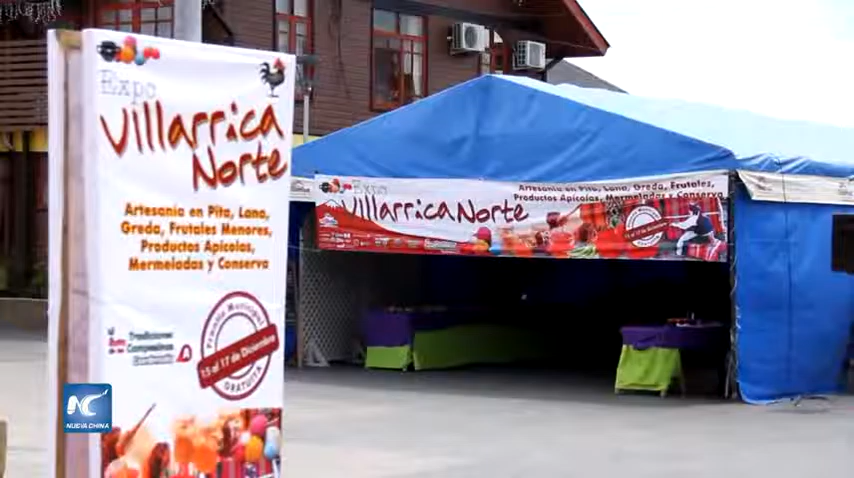 Expo
Villarrica
Norte
Artesanía en Pita, Lana,
Greda, Frutales Menores,
Productos Apícolas,
Mermeladas y Conserva
Tradiciones
Campesinas
Frontis Municipal
15 al 17 de Diciembre
GRATUITA
NC
NUEVA CHINA
Expo
Villarrica Norte
Artesanía en Pita, Lana, Greda, Frutales,
Productos Apícolas, Mermeladas y Conserva